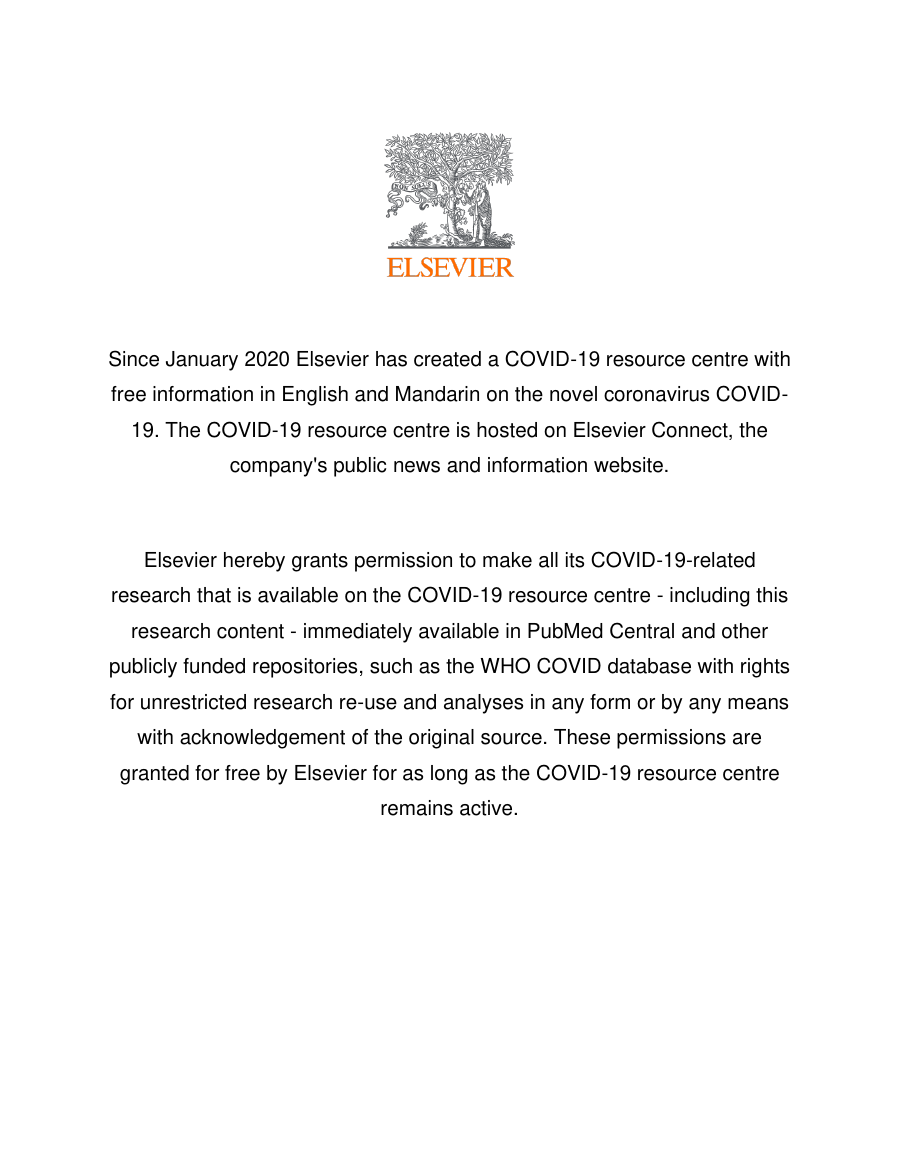 ELSEVIER
Since January 2020 Elsevier has created a COVID-19 resource centre with
free information in English and Mandarin on the novel coronavirus COVID-
19. The COVID-19 resource centre is hosted on Elsevier Connect, the
company's public news and information website.
Elsevier hereby grants permission to make all its COVID-19-related
research that is available on the COVID-19 resource centre - including this
research content - immediately available in PubMed Central and other
publicly funded repositories, such as the WHO COVID database with rights
for unrestricted research re-use and analyses in any form or by any means
with acknowledgement of the original source. These permissions are
granted for free by Elsevier for as long as the COVID-19 resource centre
remains active.